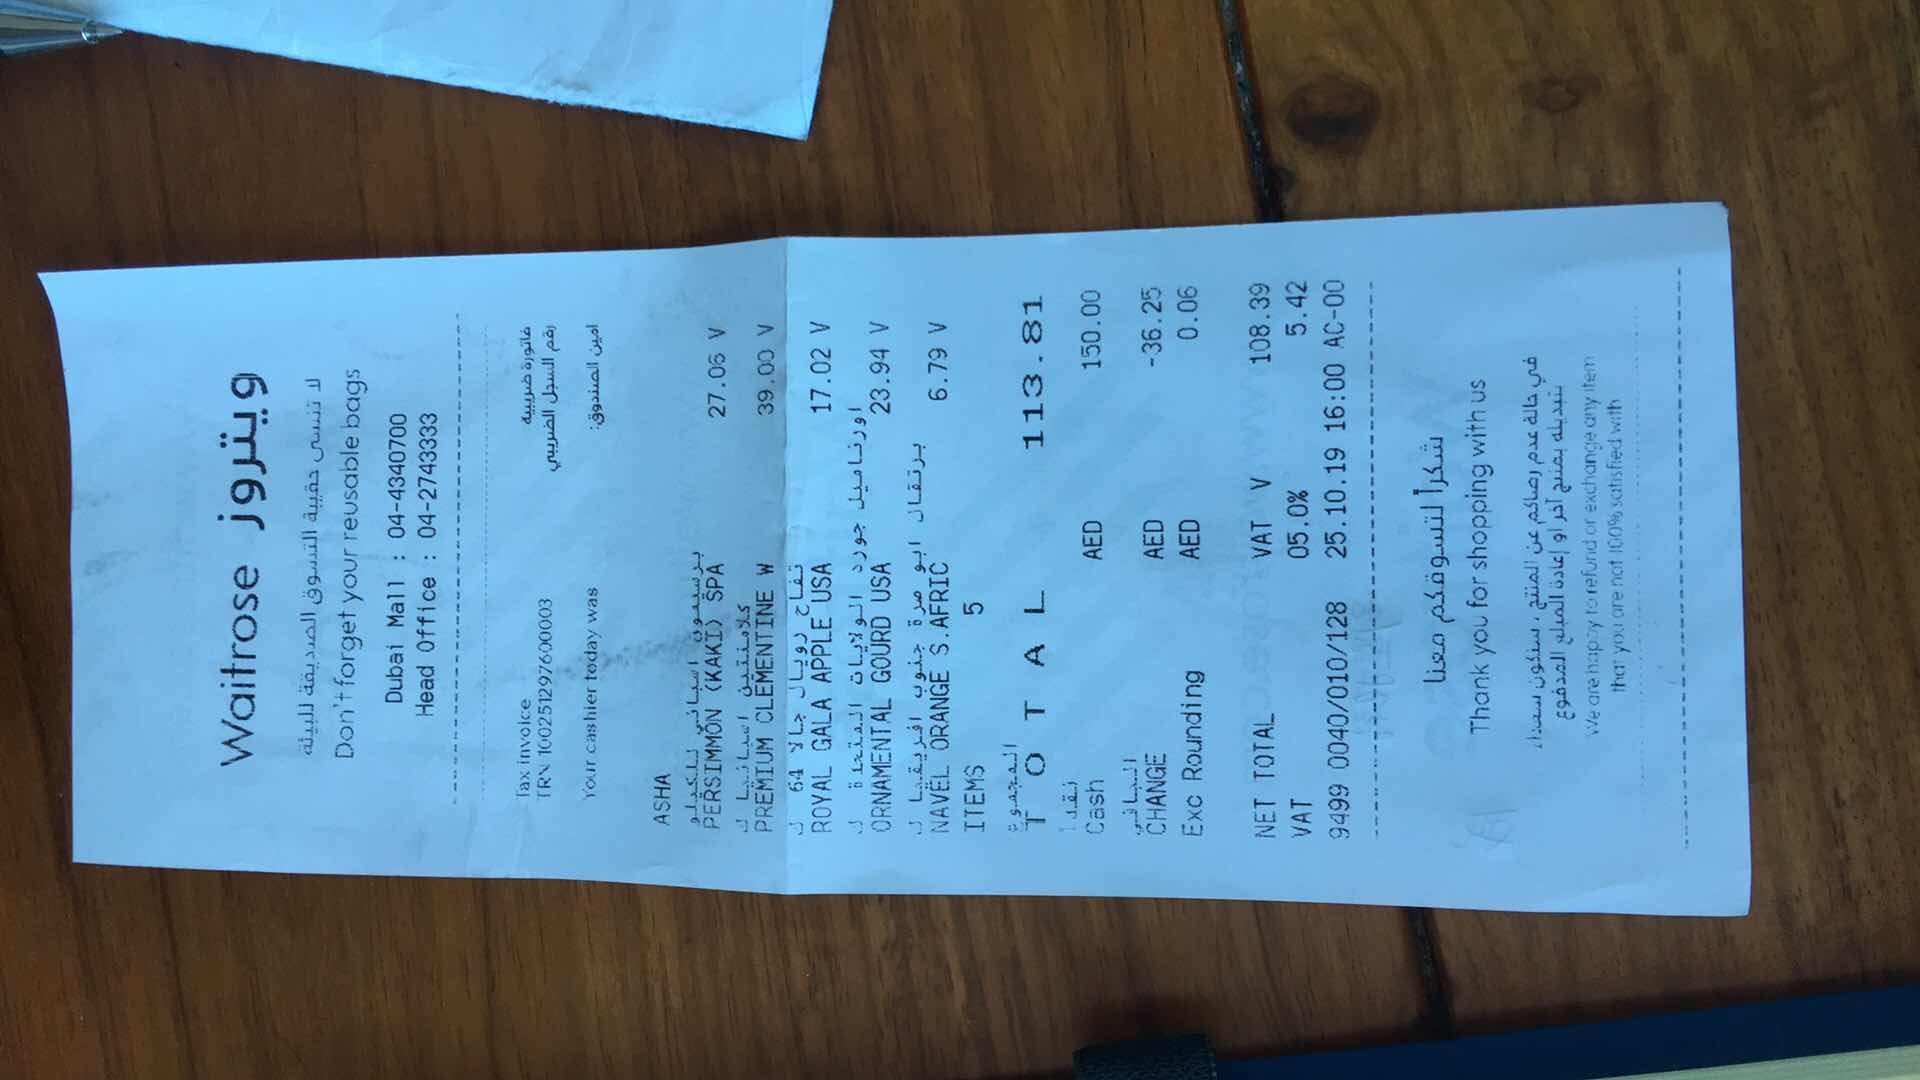 Waitrose ويتروز
لا تنسى حقيبة التسوق الصديقة للبيئة
Don't forget your reusable bags
Dubai Mall : 04-4340700
Head Office : 04-2743333
Tax invoice فاتورة ضريبية
TRN 100251297600003 رقم السجل الضريبي
Your cashier today was امين الصندوق:
ASHA
برسيمون اسباني للكيلو
PERSIMMON (KAKI) SPA 27.06 V
كلامنتين اسبانيا ك
PREMIUM CLEMENTINE W 39.00 V
تفاح رويال جالا 64 ك
ROYAL GALA APPLE USA 17.02 V
اورناميل جورد الولايات المتحدة ك
ORNAMENTAL GOURD USA 23.94 V
برتقال ابو صرة جنوب افريقيا ك
NAVEL ORANGE S.AFRIC 6.79 V
ITEMS 5
المجموع
TOTAL 113.81
نقدا
Cash AED 150.00
الباقي
CHANGE AED -36.25
Exc Rounding AED 0.06
NET TOTAL VAT V 108.39
VAT 05.0% 5.42
9499 0040/010/128 25.10.19 16:00 AC-00
شكراً لتسوقكم معنا
Thank you for shopping with us
في حالة عدم رضاكم عن المنتج ، سنكون سعداء
بتبديله بمنتج آخر او إعادة المبلغ المدفوع
We are happy to refund or exchange any item
that you are not 100% satisfied with